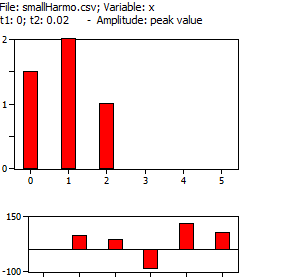 File: smallHarmo.csv; Variable: x
t1: 0; t2: 0.02 - Amplitude: peak value
2
1
0
0 1 2 3 4 5
150
-100